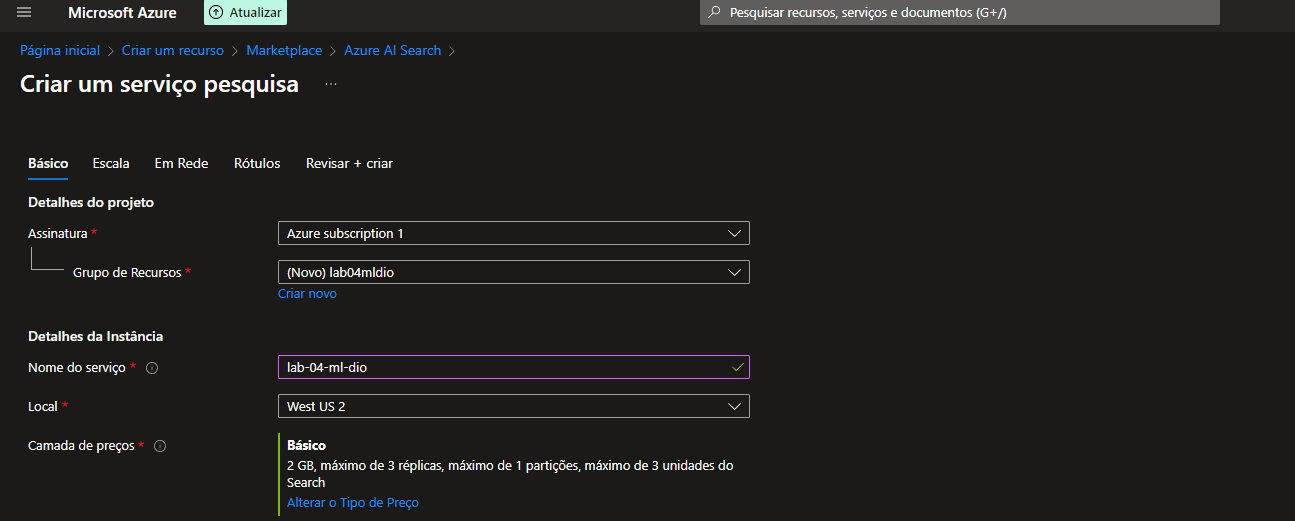 Microsoft Azure
Atualizar
Pesquisar recursos, serviços e documentos (G+/)
Página inicial > Criar um recurso > Marketplace > Azure AI Search >
Criar um serviço pesquisa ...
Básico Escala Em Rede Rótulos Revisar + criar
Detalhes do projeto
Assinatura * Azure subscription 1
Grupo de Recursos * (Novo) lab04mldio
Criar novo
Detalhes da Instância
Nome do serviço * lab-04-ml-dio
Local * West US 2
Camada de preços * Básico
2 GB, máximo de 3 réplicas, máximo de 1 partições, máximo de 3 unidades do
Search
Alterar o Tipo de Preço